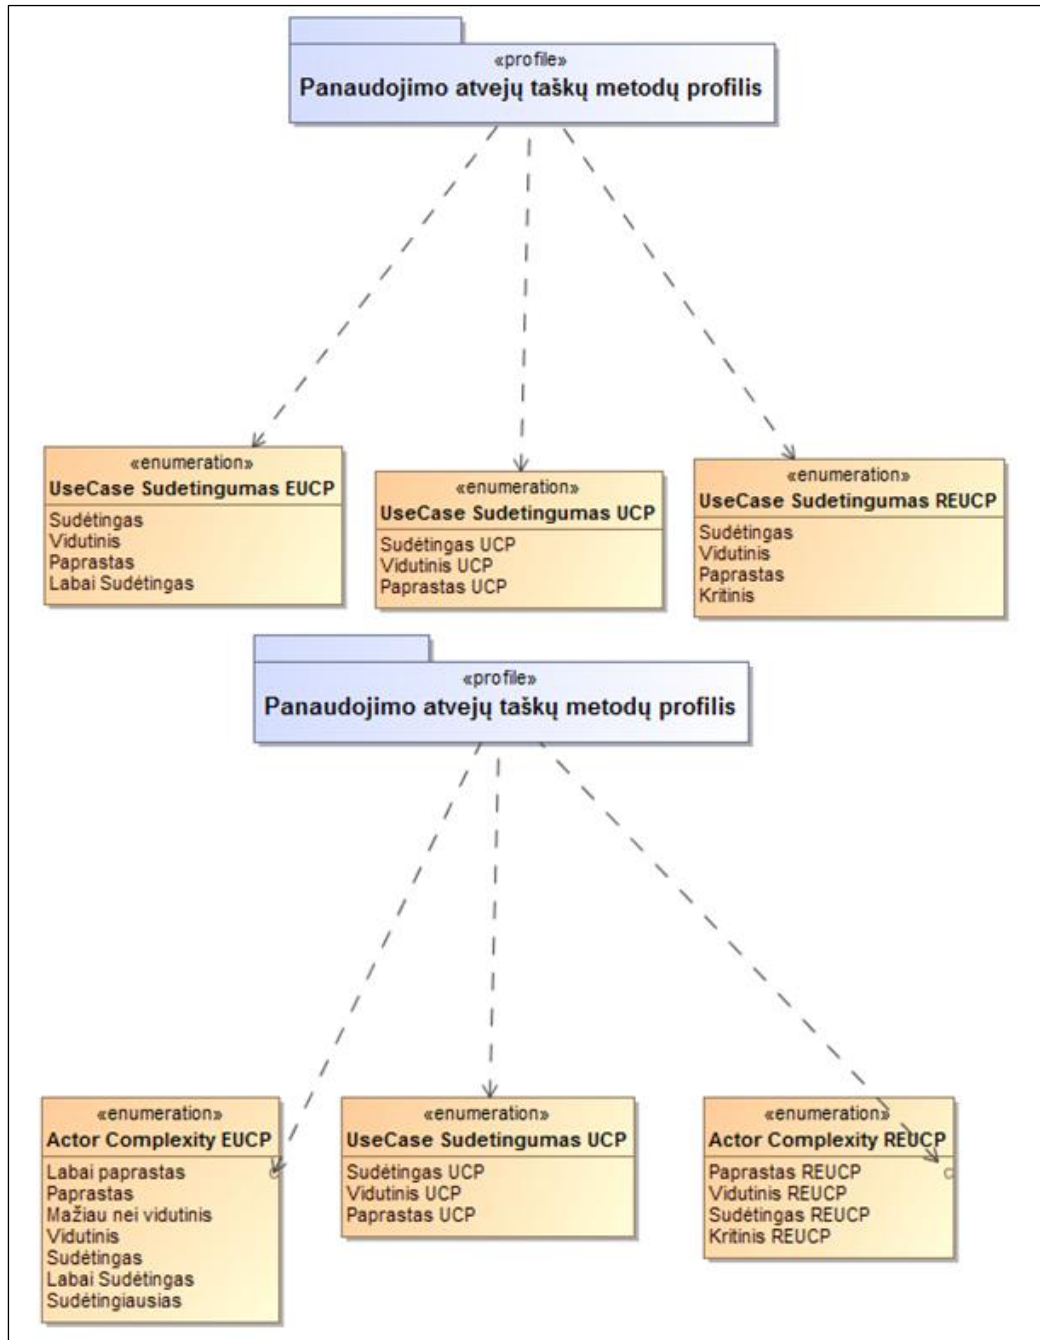 «profile»
Panaudojimo atvejų taškų metodų profilis
«enumeration»
UseCase Sudetingumas EUCP
Sudėtingas
Vidutinis
Paprastas
Labai Sudėtingas
«enumeration»
UseCase Sudetingumas UCP
Sudėtingas UCP
Vidutinis UCP
Paprastas UCP
«enumeration»
UseCase Sudetingumas REUCP
Sudėtingas
Vidutinis
Paprastas
Kritinis
«profile»
Panaudojimo atvejų taškų metodų profilis
«enumeration»
Actor Complexity EUCP
Labai paprastas
Paprastas
Mažiau nei vidutinis
Vidutinis
Sudėtingas
Labai Sudėtingas
Sudėtingiausias
«enumeration»
UseCase Sudetingumas UCP
Sudėtingas UCP
Vidutinis UCP
Paprastas UCP
«enumeration»
Actor Complexity REUCP
Paprastas REUCP
Vidutinis REUCP
Sudėtingas REUCP
Kritinis REUCP